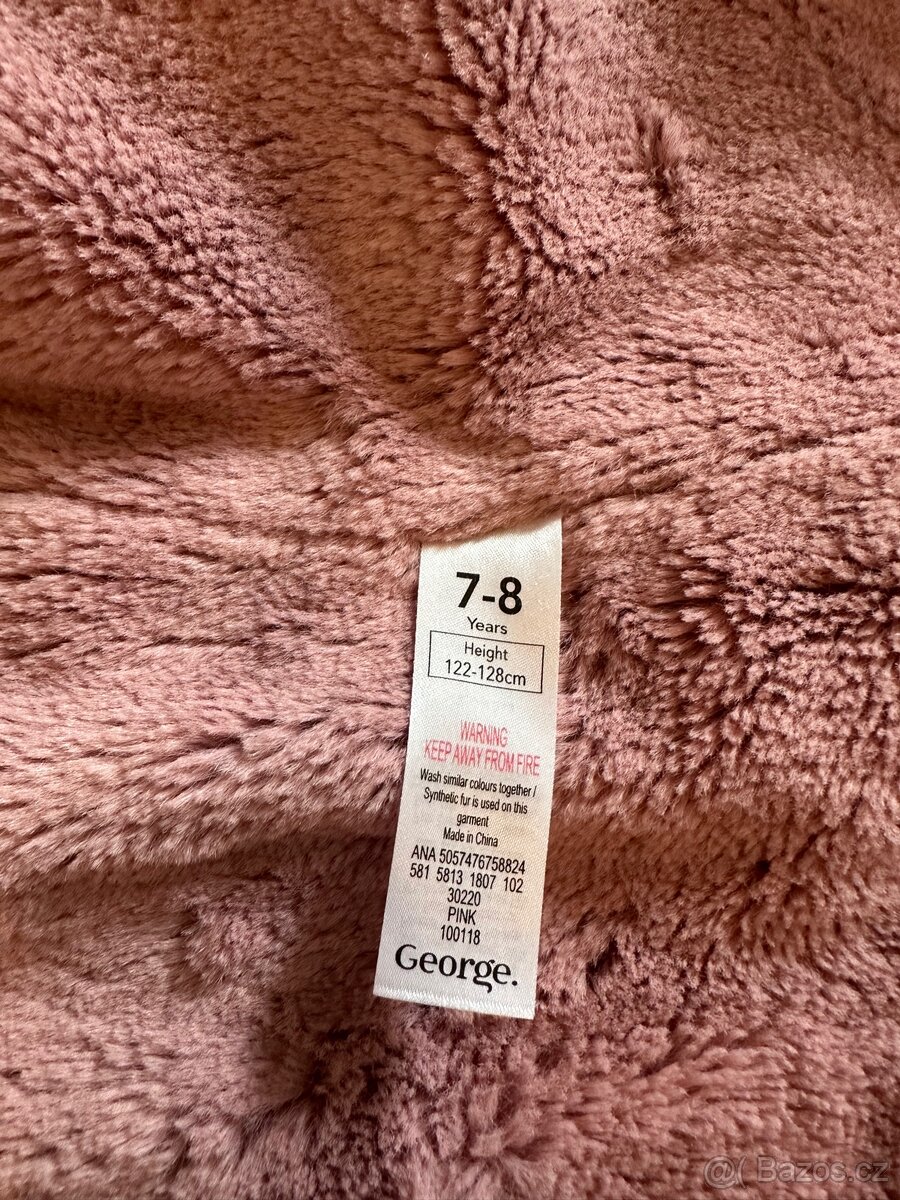 7-8
Years
Height
122-128cm
WARNING
KEEP AWAY FROM FIRE
Wash similar colours together /
Synthetic fur is used on this
garment
Made in China
ANA 5057476758824
581 5813 1807 102
30220
PINK
100118
George.
@( Bazos.cz